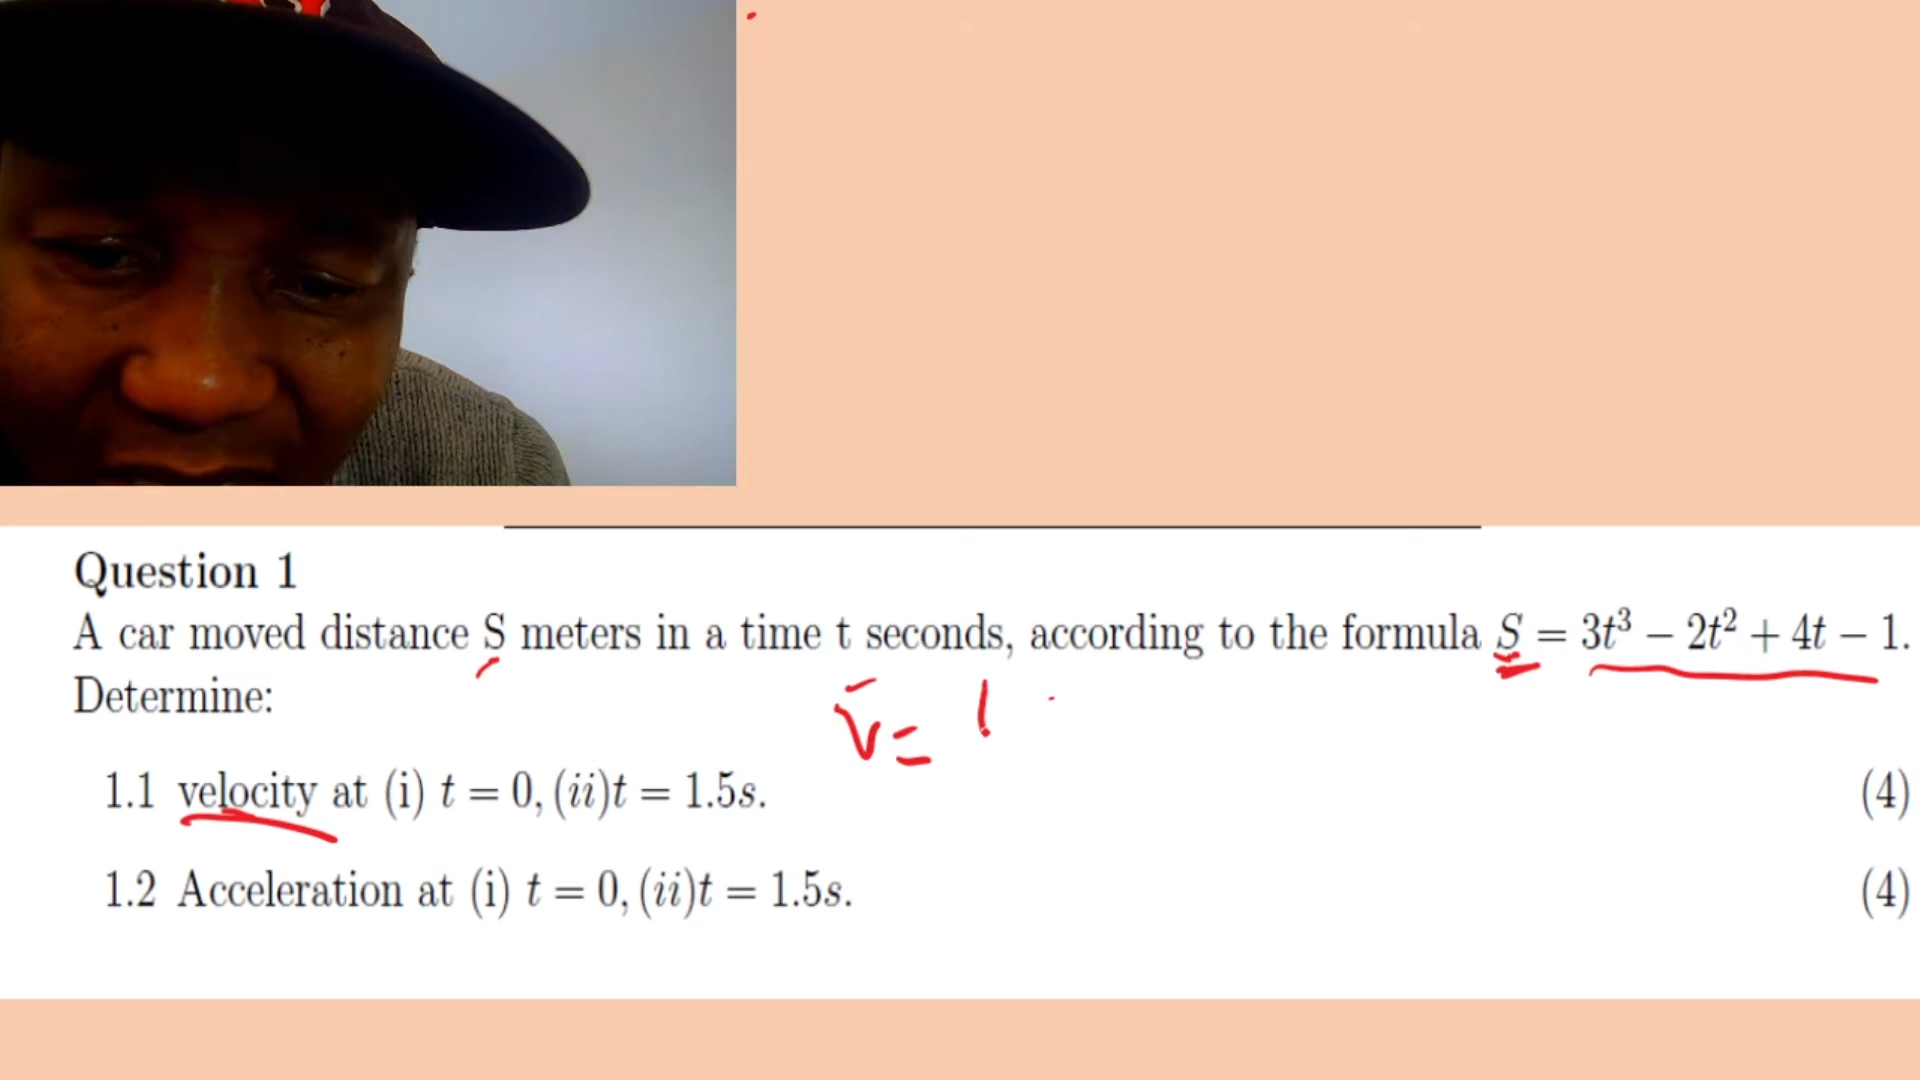 Question 1
A car moved distance S meters in a time t seconds, according to the formula S = 3t³ − 2t² + 4t − 1.
Determine:
v̄ =
1.1 velocity at (i) t = 0, (ii)t = 1.5s. (4)
1.2 Acceleration at (i) t = 0, (ii)t = 1.5s. (4)